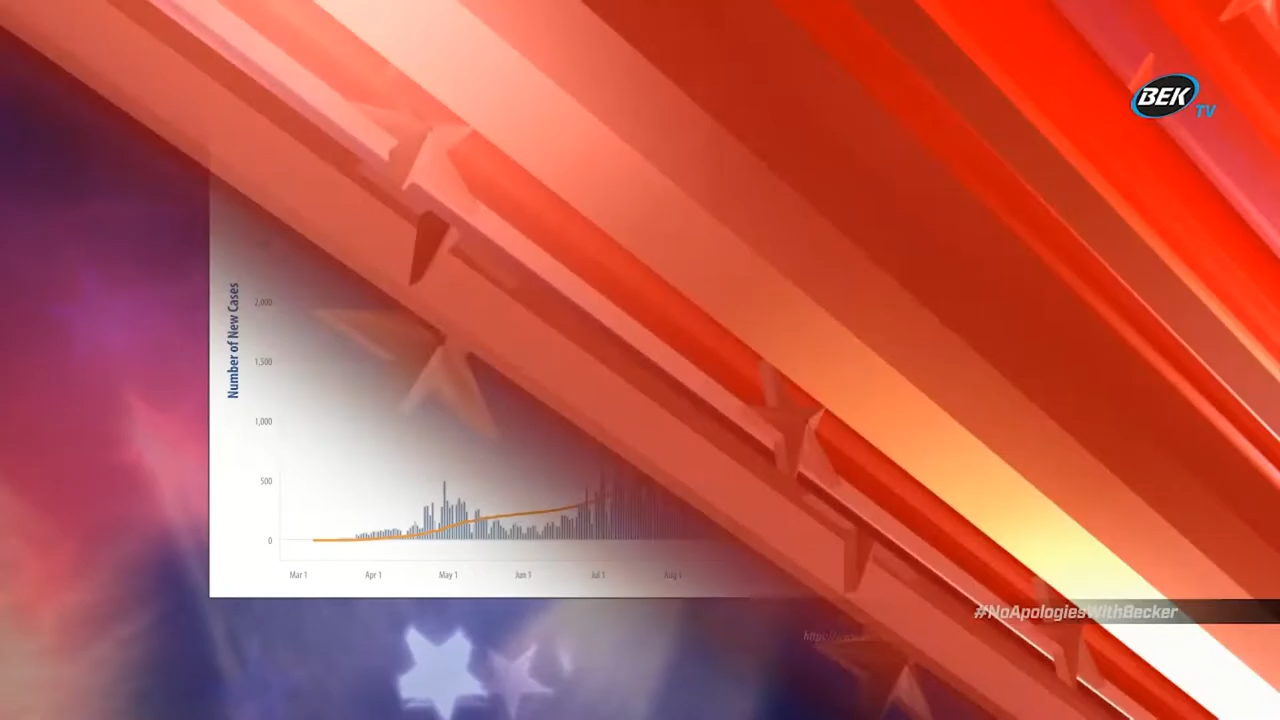 BEK
TV
Number of New Cases
2,000
1,500
1,000
500
0
Mar 1 Apr 1 May 1 Jun 1 Jul 1 Aug 1
#NoApologiesWithBecker